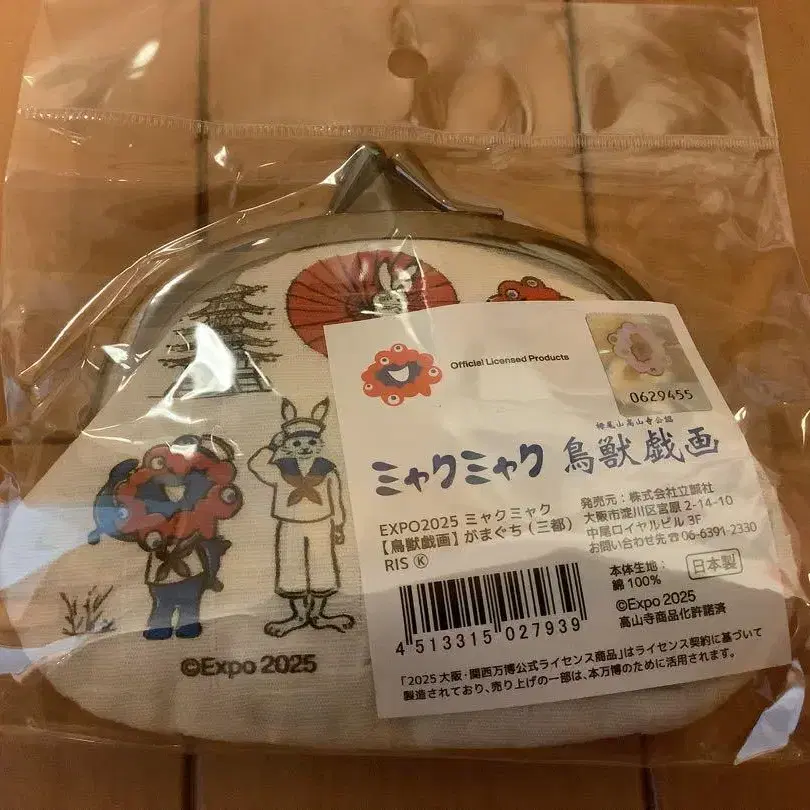 Official Licensed Products
0629455
栂尾山高山寺公認
ミャクミャク 鳥獣戯画
EXPO2025 ミャクミャク
【鳥獣戯画】がまぐち(三都)
RIS Ⓚ
発売元:株式会社立誠社
大阪市淀川区宮原2-14-10
中尾ロイヤルビル3F
お問い合わせ先☎06-6391-2330
本体生地:
綿100%
日本製
©Expo 2025
高山寺商品化許諾済
4 513315 027939
「2025 大阪・関西万博公式ライセンス商品」はライセンス契約に基づいて
製造されており、売り上げの一部は、本万博のために活用されます。
©Expo 2025